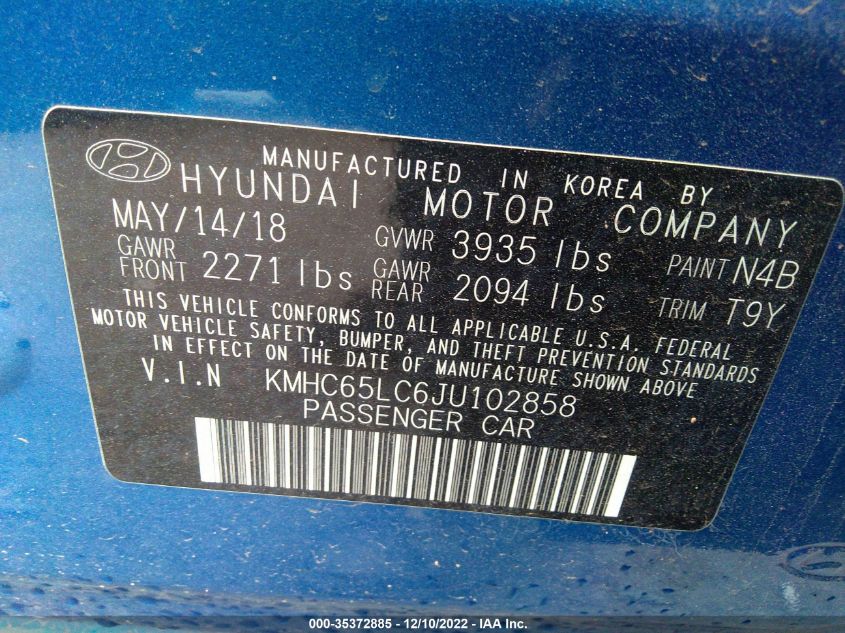 MANUFACTURED IN KOREA BY
HYUNDAI MOTOR COMPANY
MAY/14/18 GVWR 3935 lbs PAINT N4B
GAWR FRONT 2271 lbs GAWR REAR 2094 lbs TRIM T9Y
THIS VEHICLE CONFORMS TO ALL APPLICABLE U.S.A. FEDERAL
MOTOR VEHICLE SAFETY, BUMPER, AND THEFT PREVENTION STANDARDS
IN EFFECT ON THE DATE OF MANUFACTURE SHOWN ABOVE
V.I.N KMHC65LC6JU102858
PASSENGER CAR
000-35372885 - 12/10/2022 - IAA Inc.